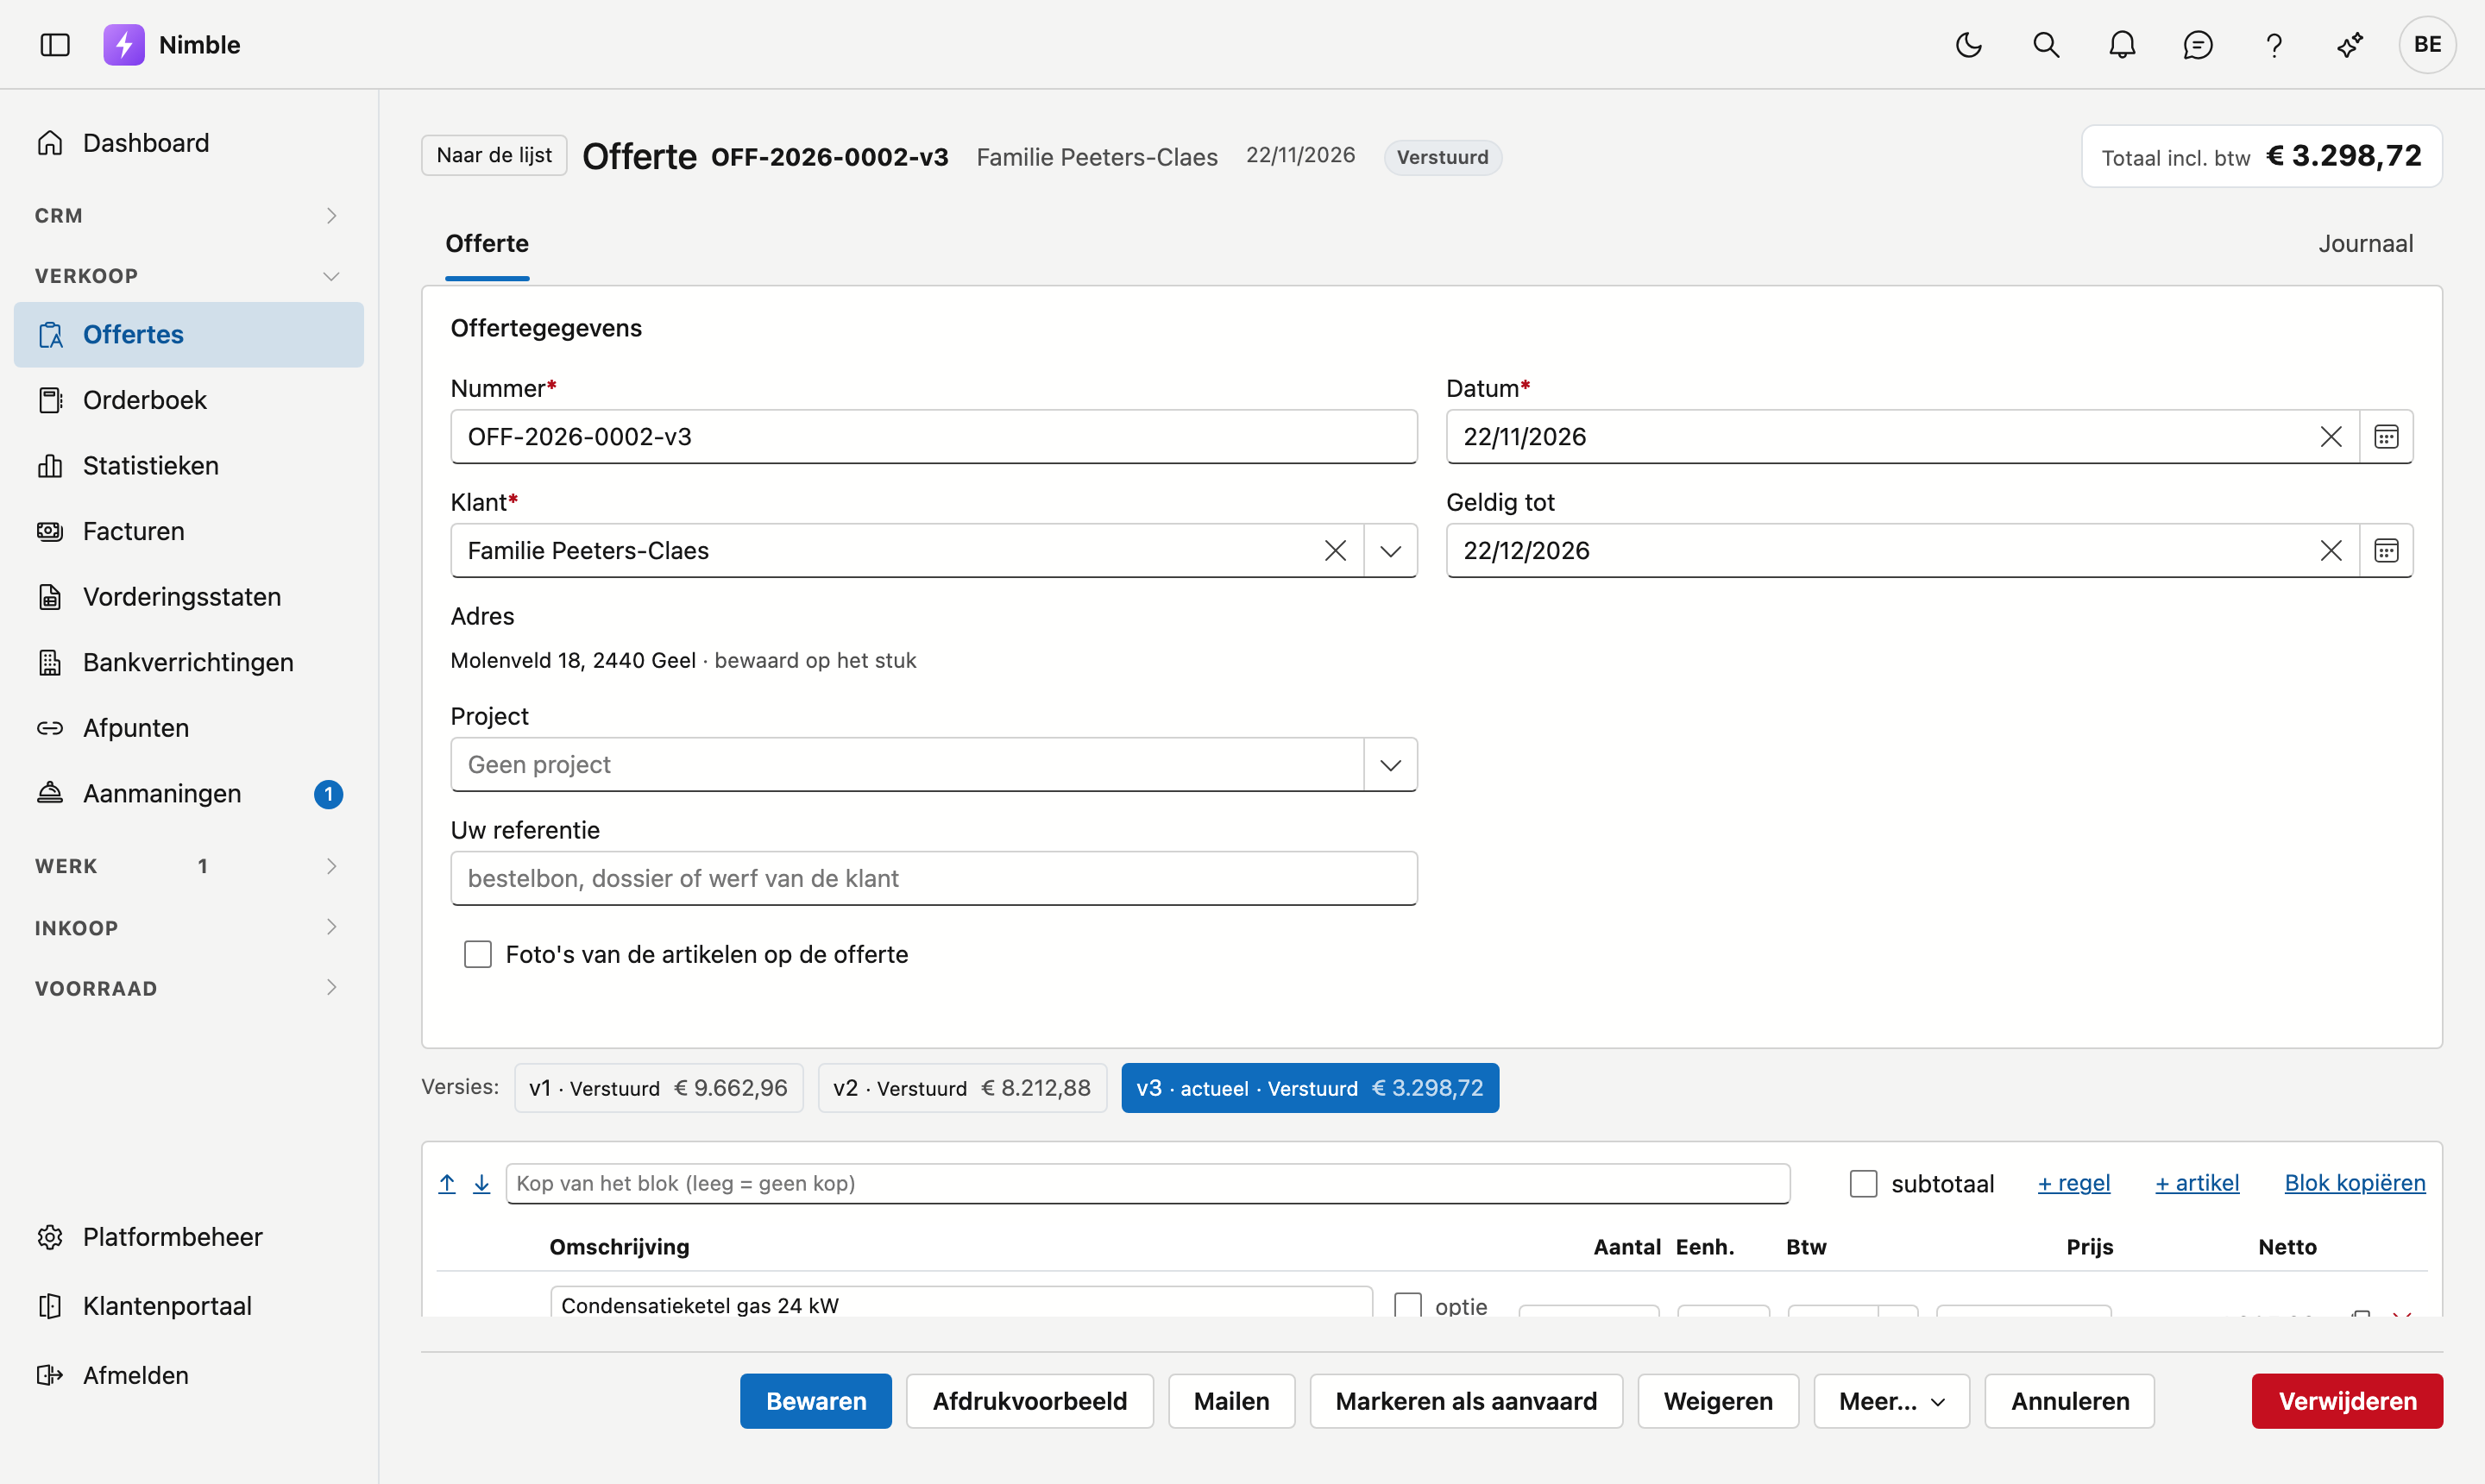 Nimble
BE
Dashboard
CRM
VERKOOP
Offertes
Orderboek
Statistieken
Facturen
Vorderingsstaten
Bankverrichtingen
Afpunten
Aanmaningen 1
WERK 1
INKOOP
VOORRAAD
Platformbeheer
Klantenportaal
Afmelden
Naar de lijst Offerte OFF-2026-0002-v3 Familie Peeters-Claes 22/11/2026 Verstuurd Totaal incl. btw € 3.298,72
Offerte Journaal
Offertegegevens
Nummer* Datum*
OFF-2026-0002-v3 22/11/2026
Klant* Geldig tot
Familie Peeters-Claes 22/12/2026
Adres
Molenveld 18, 2440 Geel · bewaard op het stuk
Project
Geen project
Uw referentie
bestelbon, dossier of werf van de klant
Foto's van de artikelen op de offerte
Versies: v1 · Verstuurd € 9.662,96 v2 · Verstuurd € 8.212,88 v3 · actueel · Verstuurd € 3.298,72
Kop van het blok (leeg = geen kop) subtotaal + regel + artikel Blok kopiëren
Omschrijving Aantal Eenh. Btw Prijs Netto
Condensatieketel gas 24 kW optie
Bewaren Afdrukvoorbeeld Mailen Markeren als aanvaard Weigeren Meer... Annuleren Verwijderen